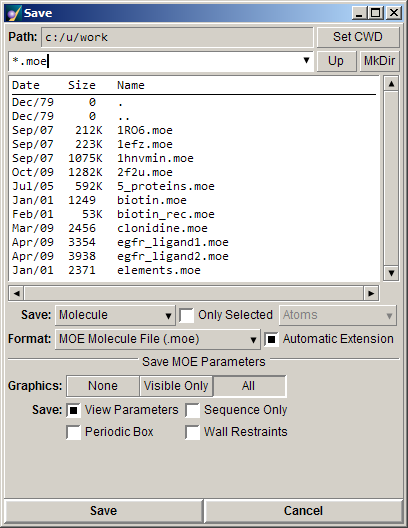 Save
Path: c:/u/work Set CWD
*.moe Up MkDir
Date Size Name
Dec/79 0 .
Dec/79 0 ..
Sep/07 212K 1RO6.moe
Sep/07 223K 1efz.moe
Sep/07 1075K 1hnvmin.moe
Oct/09 1282K 2f2u.moe
Jul/05 592K 5_proteins.moe
Jan/01 1249 biotin.moe
Feb/01 53K biotin_rec.moe
Mar/09 2456 clonidine.moe
Apr/09 3354 egfr_ligand1.moe
Apr/09 3938 egfr_ligand2.moe
Jan/01 2371 elements.moe
Save: Molecule Only Selected Atoms
Format: MOE Molecule File (.moe) Automatic Extension
Save MOE Parameters
Graphics: None Visible Only All
Save: View Parameters Sequence Only
Periodic Box Wall Restraints
Save Cancel